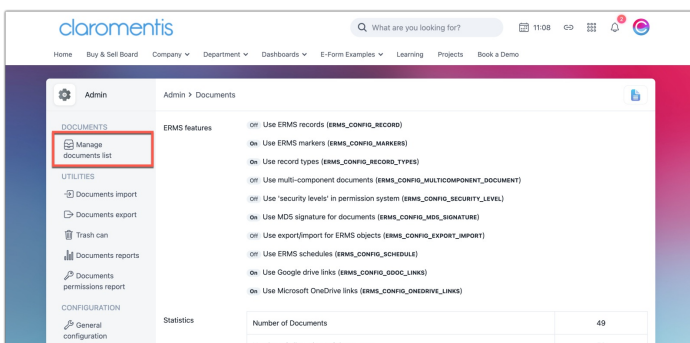 claromentis
What are you looking for?
11:08
2
Home Buy & Sell Board Company Department Dashboards E-Form Examples Learning Projects Book a Demo
Admin
Admin > Documents
DOCUMENTS
Manage
documents list
UTILITIES
Documents import
Documents export
Trash can
Documents reports
Documents
permissions report
CONFIGURATION
General
configuration
ERMS features
Off Use ERMS records (ERMS_CONFIG_RECORD)
On Use ERMS markers (ERMS_CONFIG_MARKERS)
On Use record types (ERMS_CONFIG_RECORD_TYPES)
Off Use multi-component documents (ERMS_CONFIG_MULTICOMPONENT_DOCUMENT)
Off Use 'security levels' in permission system (ERMS_CONFIG_SECURITY_LEVEL)
On Use MD5 signature for documents (ERMS_CONFIG_MD5_SIGNATURE)
Off Use export/import for ERMS objects (ERMS_CONFIG_EXPORT_IMPORT)
Off Use ERMS schedules (ERMS_CONFIG_SCHEDULE)
On Use Google drive links (ERMS_CONFIG_GDOC_LINKS)
On Use Microsoft OneDrive links (ERMS_CONFIG_ONEDRIVE_LINKS)
Statistics
Number of Documents 49